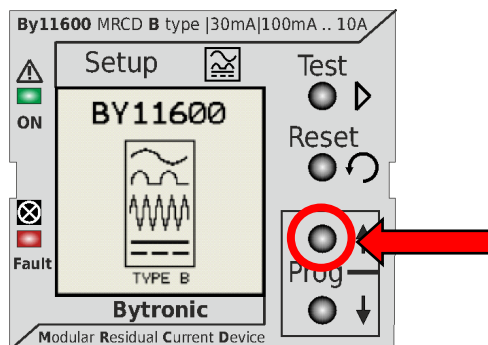 By11600 MRCD B type |30mA|100mA .. 10A
Setup
Test
ON
BY11600
Reset
TYPE B
Fault
Prog
Bytronic
Modular Residual Current Device